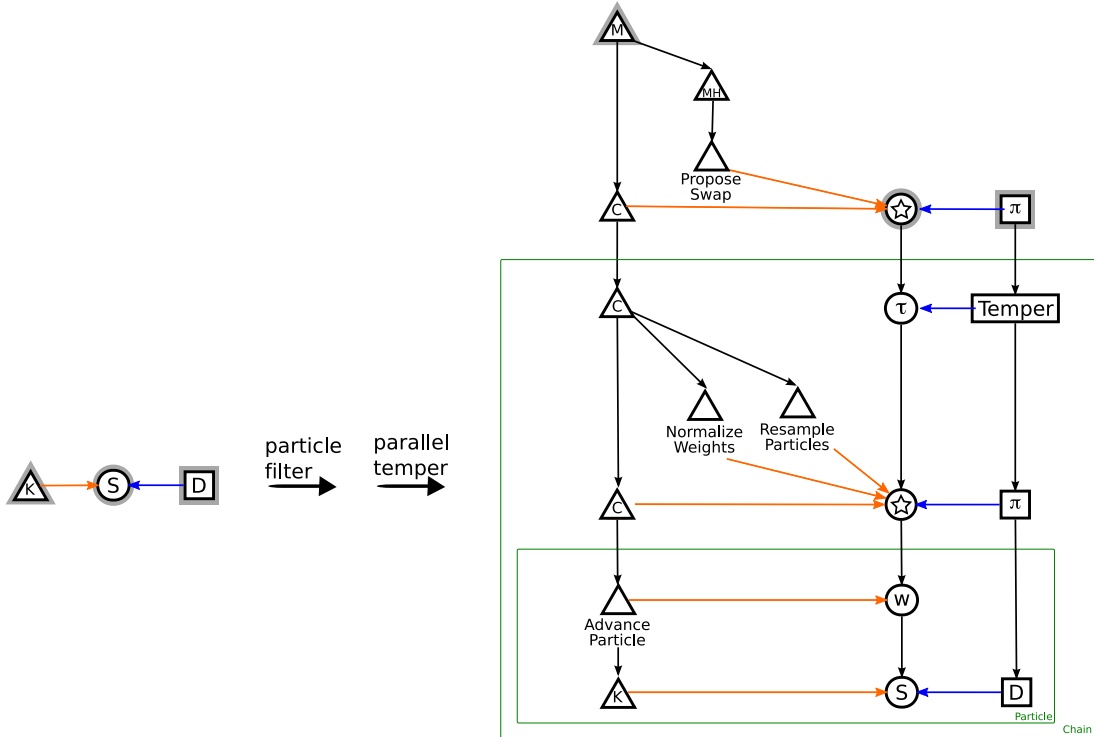 M
MH
Propose
Swap
C
π
C
τ
Temper
Normalize
Weights
Resample
Particles
particle
filter
parallel
temper
K
S
D
C
π
Advance
Particle
w
K
S
D
Particle
Chain